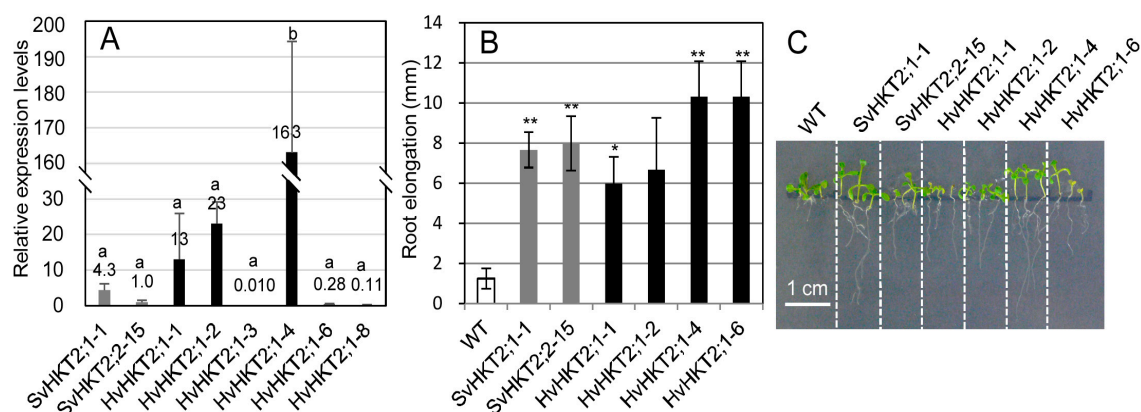 A
Relative expression levels
200
190
180
170
160
30
20
10
0
a
4.3
a
1.0
a
13
a
23
a
0.010
b
163
a
0.28
a
0.11
SvHKT2;1-1
SvHKT2;2-15
HvHKT2;1-1
HvHKT2;1-2
HvHKT2;1-3
HvHKT2;1-4
HvHKT2;1-6
HvHKT2;1-8
B
Root elongation (mm)
14
12
10
8
6
4
2
0
**
**
*
**
**
WT
SvHKT2;1-1
SvHKT2;2-15
HvHKT2;1-1
HvHKT2;1-2
HvHKT2;1-4
HvHKT2;1-6
C
WT
SvHKT2;1-1
SvHKT2;2-15
HvHKT2;1-1
HvHKT2;1-2
HvHKT2;1-4
HvHKT2;1-6
1 cm